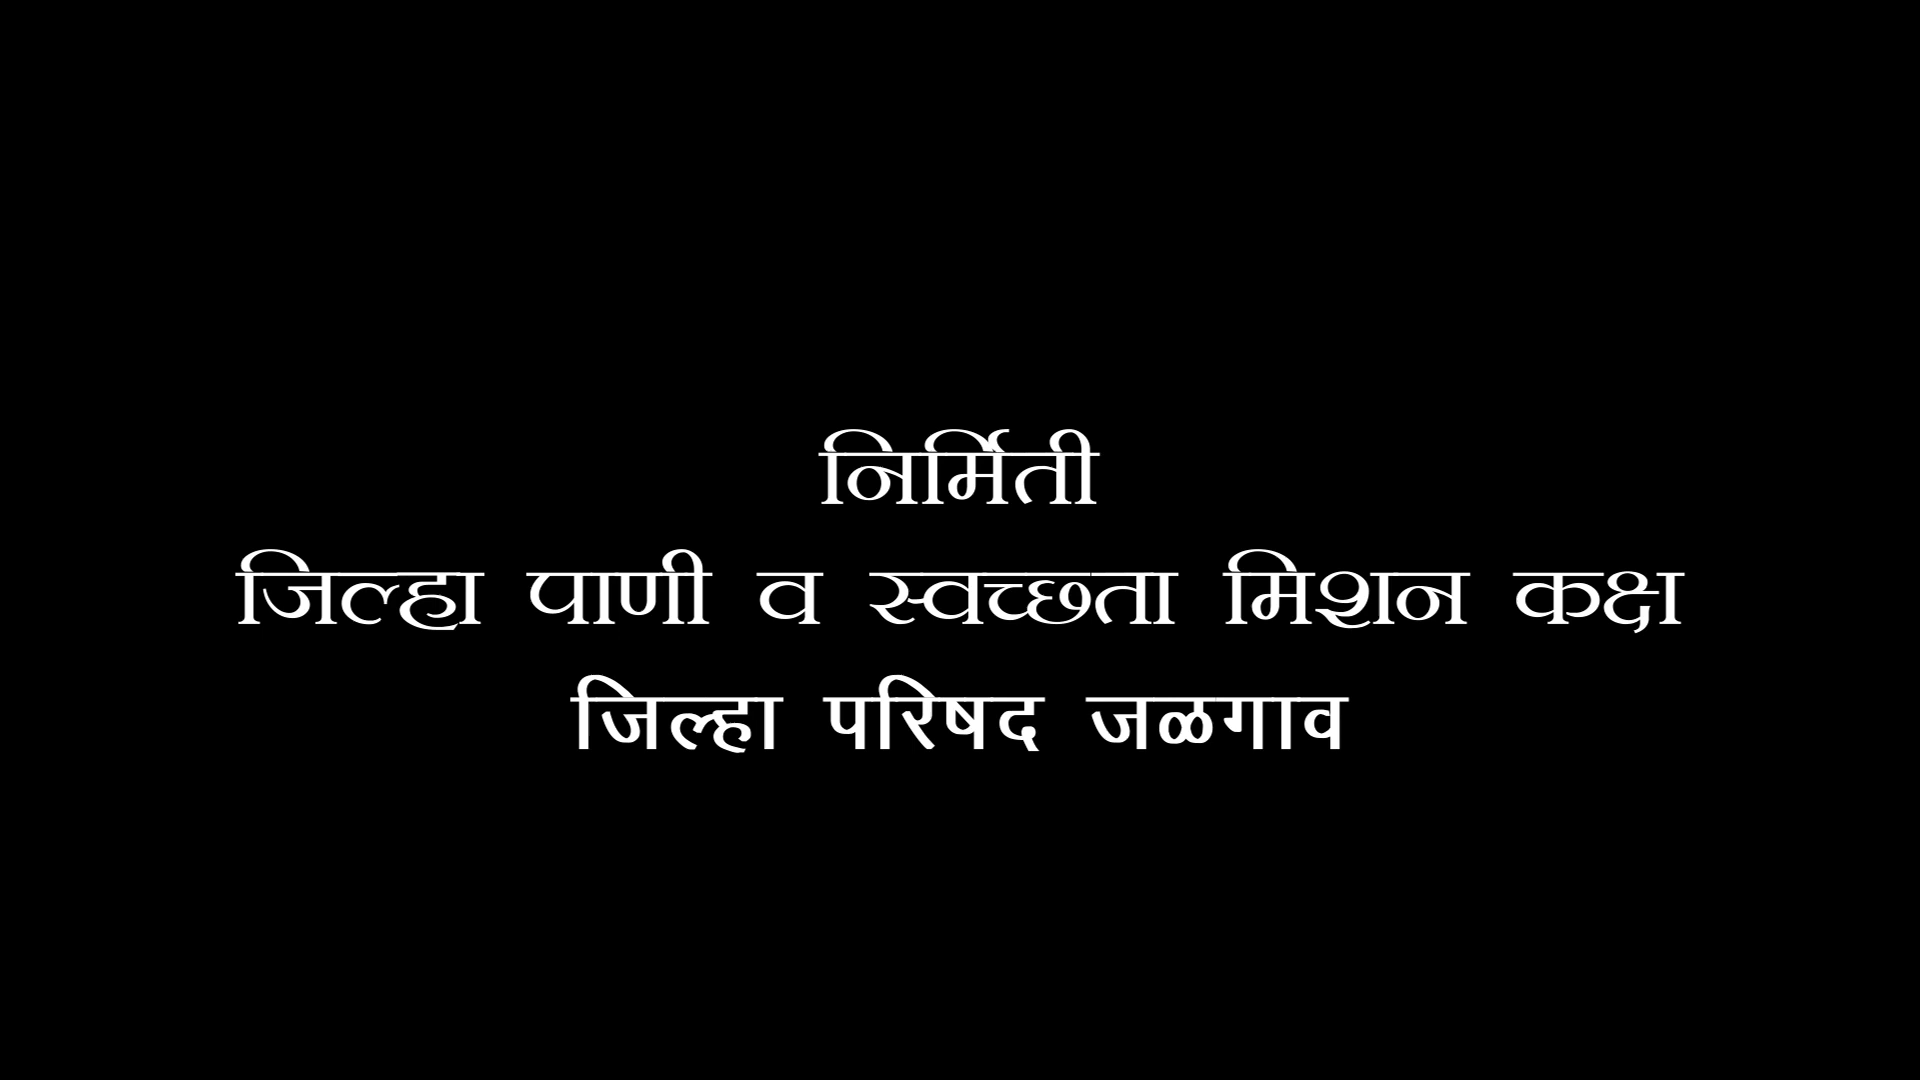 निर्मिती
जिल्हा पाणी व स्वच्छता मिशन कक्ष
जिल्हा परिषद जळगाव